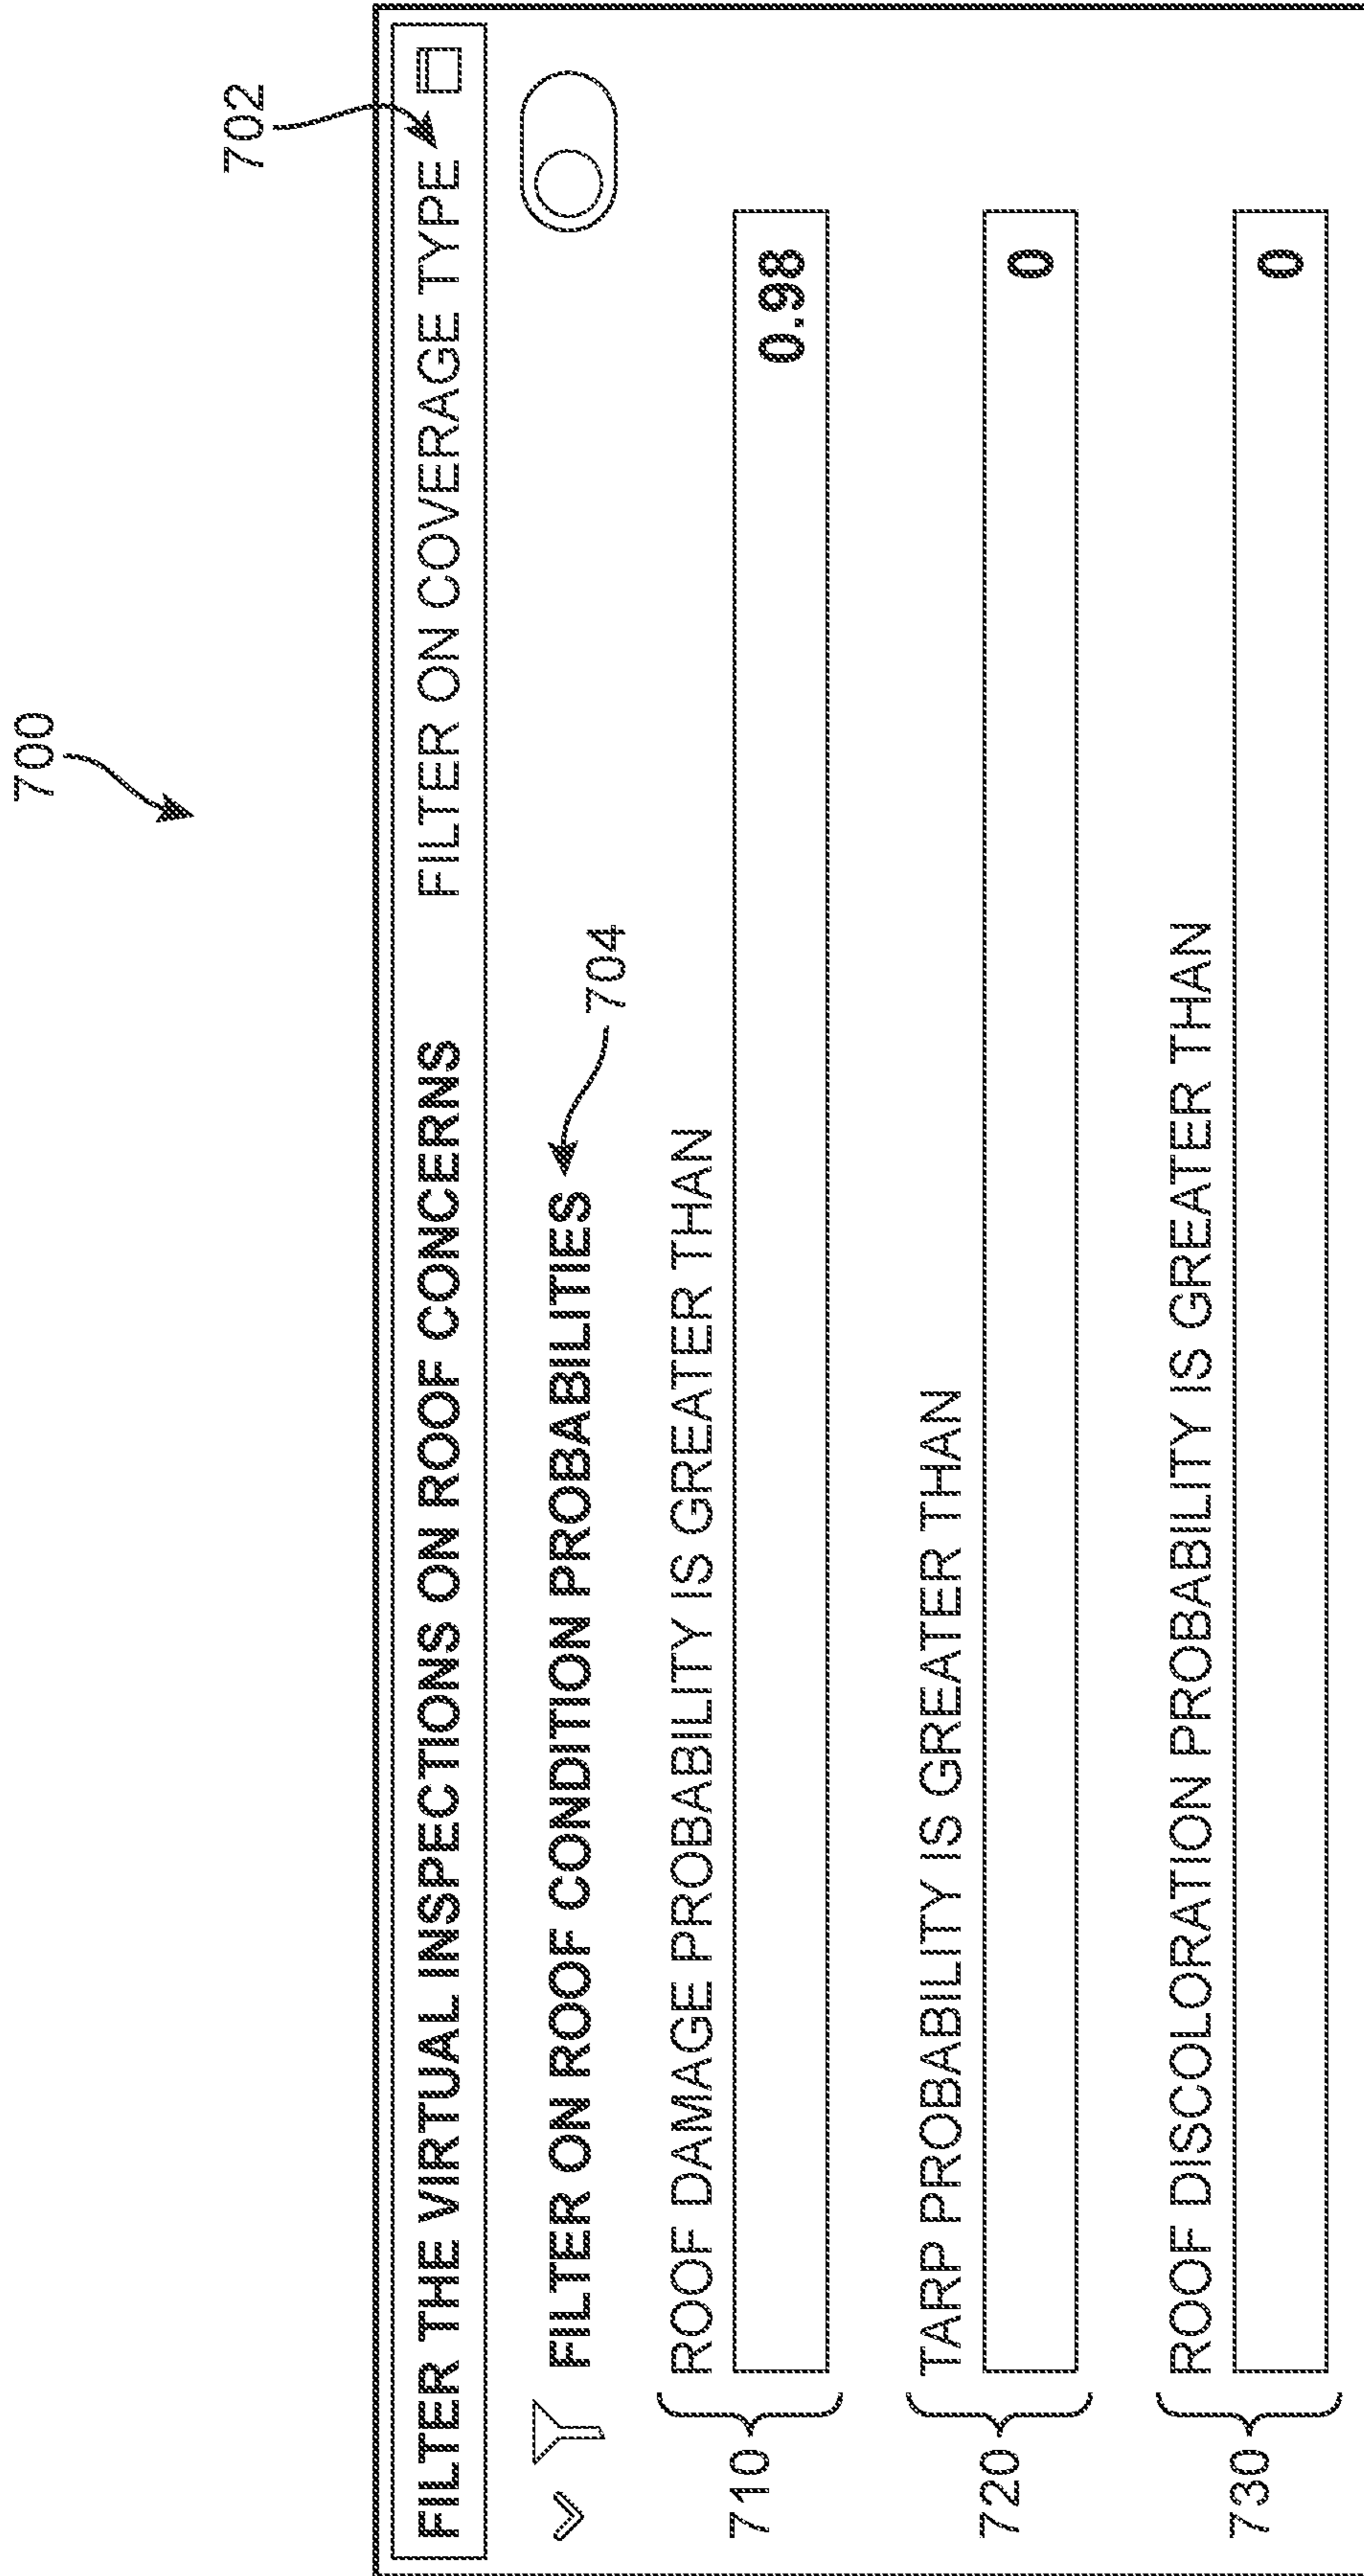 700
702
FILTER THE VIRTUAL INSPECTIONS ON ROOF CONCERNS FILTER ON COVERAGE TYPE
FILTER ON ROOF CONDITION PROBABILITIES
704
ROOF DAMAGE PROBABILITY IS GREATER THAN
710
0.98
TARP PROBABILITY IS GREATER THAN
720
0
ROOF DISCOLORATION PROBABILITY IS GREATER THAN
730
0